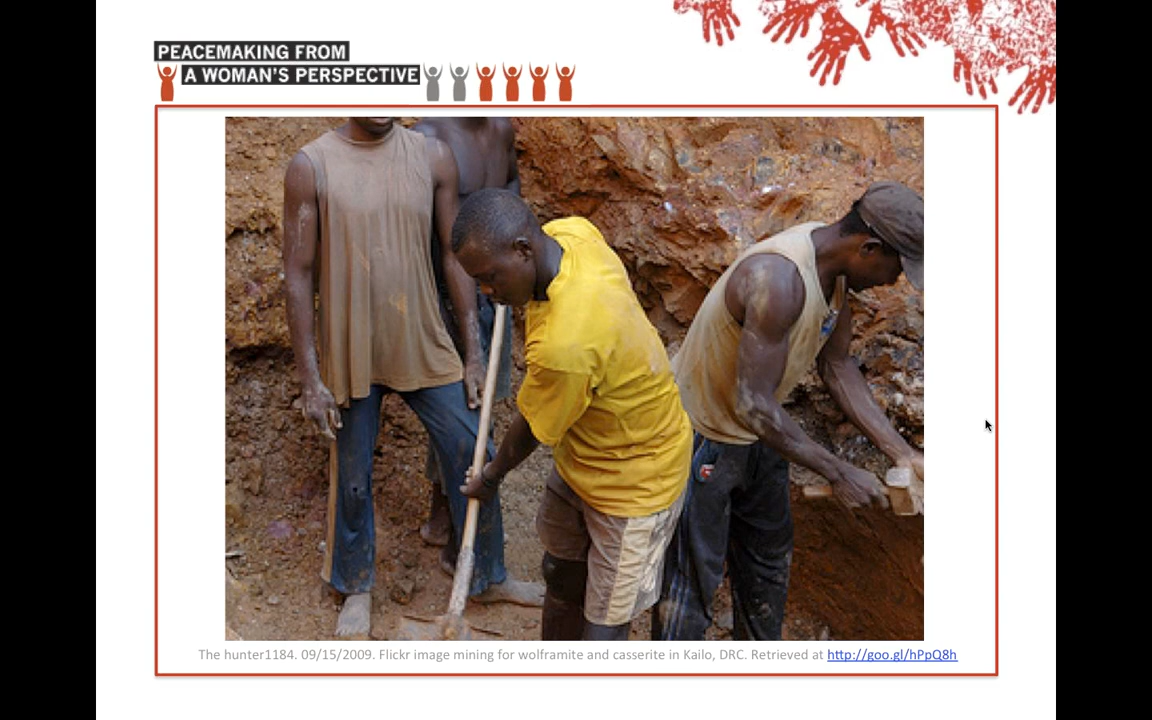 PEACEMAKING FROM
A WOMAN'S PERSPECTIVE
The hunter1184. 09/15/2009. Flickr image mining for wolframite and casserite in Kailo, DRC. Retrieved at http://goo.gl/hPpQ8h